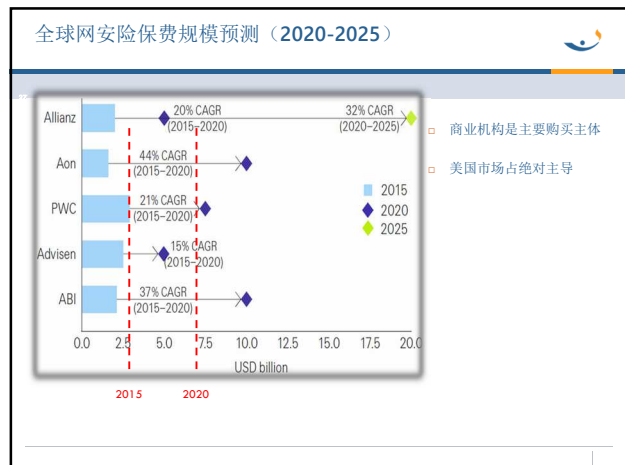 全球网安险保费规模预测（2020-2025）
Allianz
20% CAGR
(2015–2020)
32% CAGR
(2020–2025)
Aon
44% CAGR
(2015–2020)
PWC
21% CAGR
(2015–2020)
Advisen
15% CAGR
(2015–2020)
ABI
37% CAGR
(2015–2020)
2015
2020
2025
0.0 2.5 5.0 7.5 10.0 12.5 15.0 17.5 20.0
USD billion
2015 2020
商业机构是主要购买主体
美国市场占绝对主导